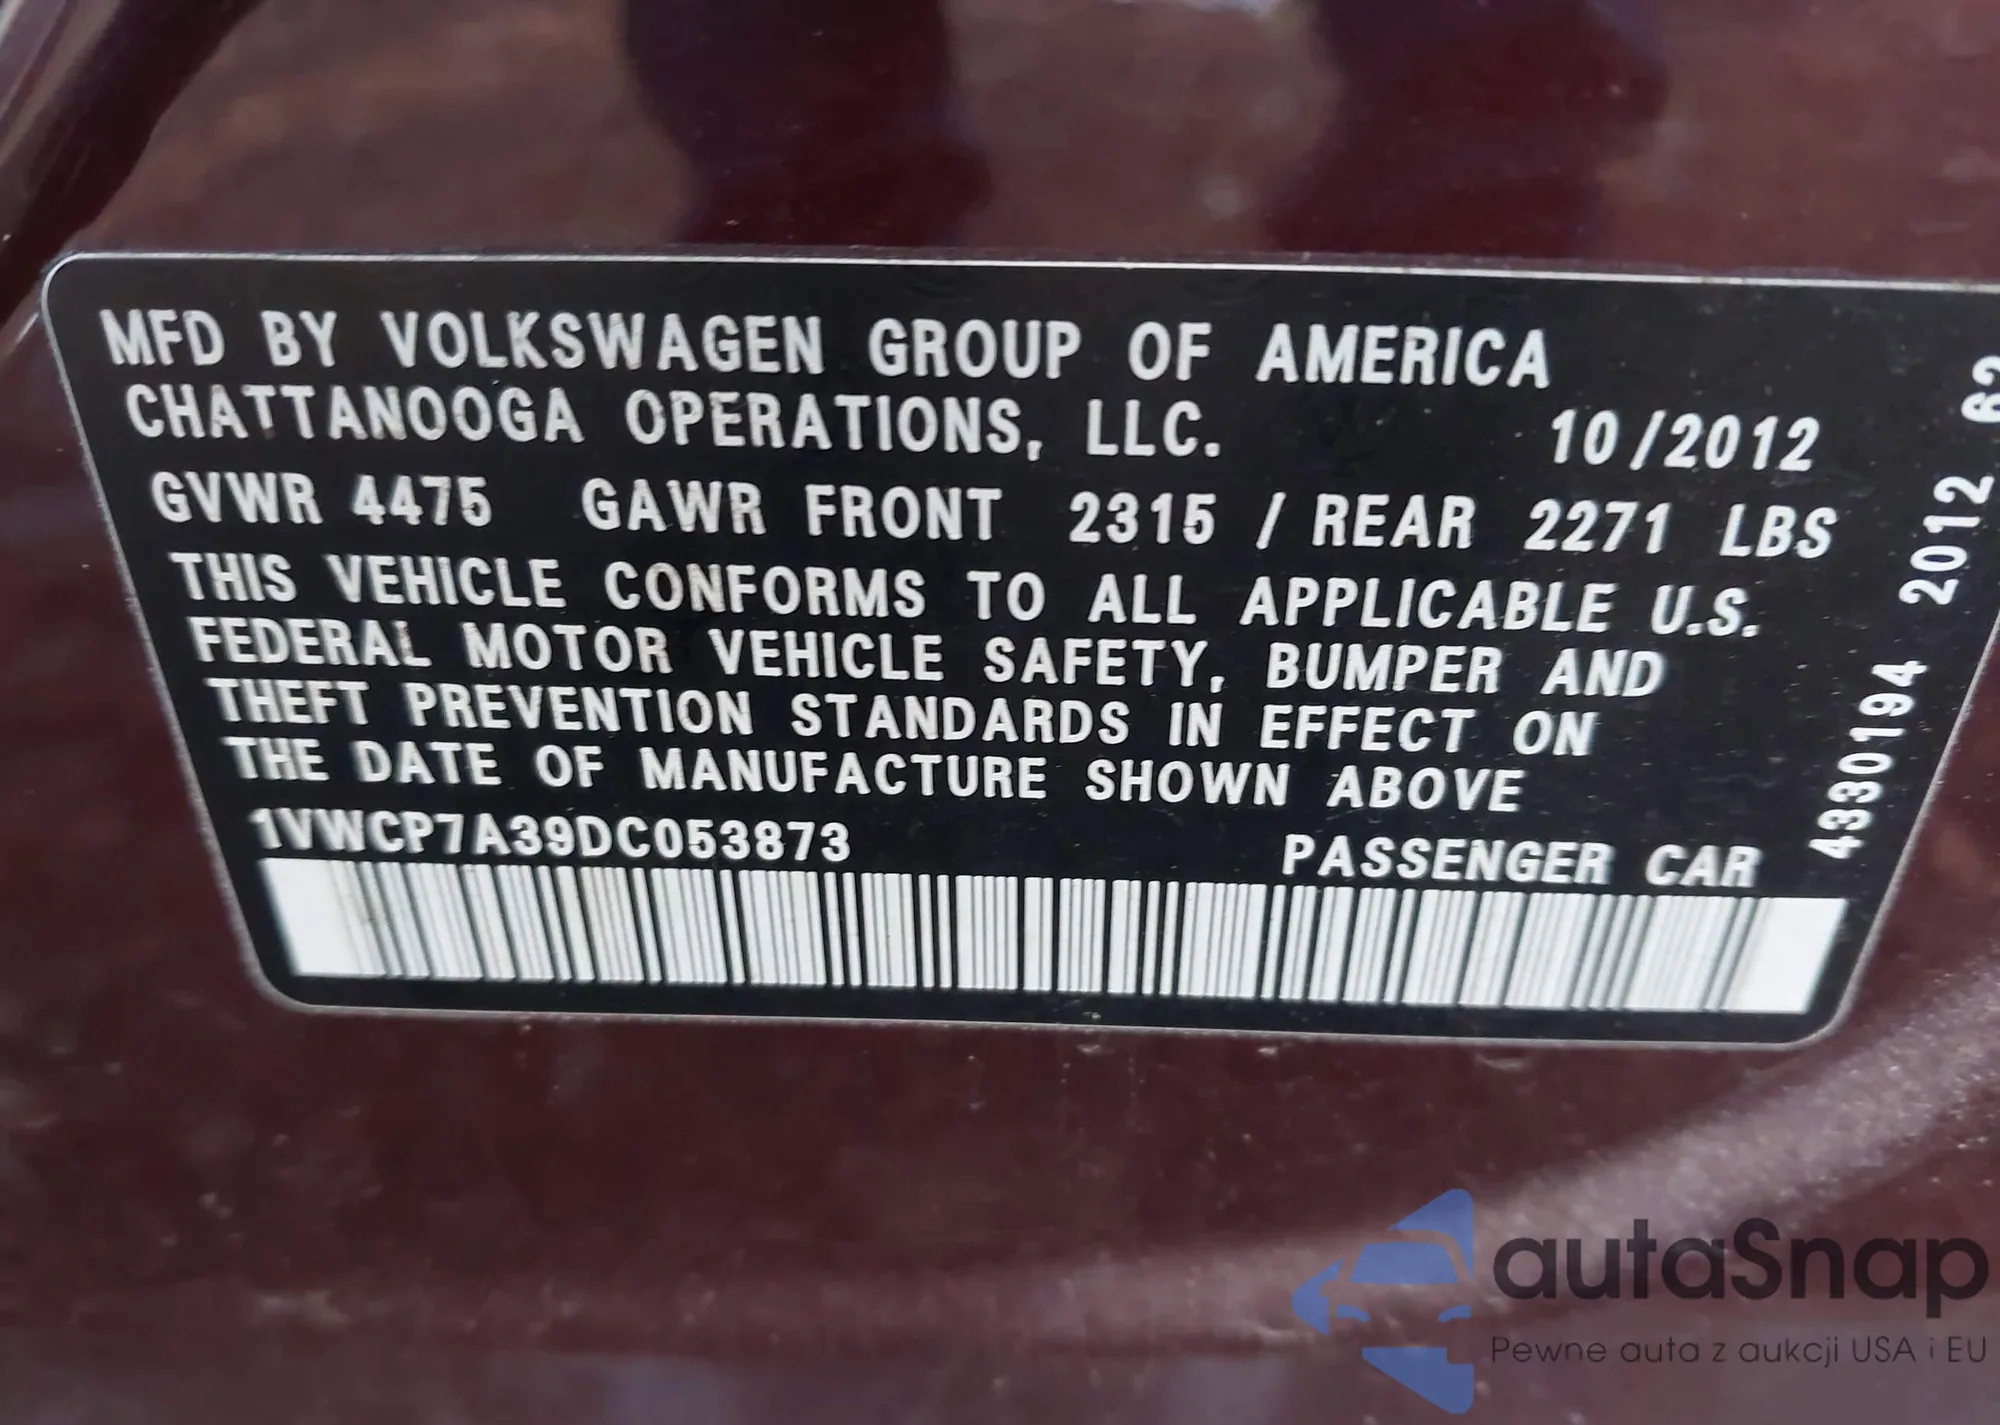 MFD BY VOLKSWAGEN GROUP OF AMERICA
CHATTANOOGA OPERATIONS, LLC. 10/2012
GVWR 4475 GAWR FRONT 2315 / REAR 2271 LBS
THIS VEHICLE CONFORMS TO ALL APPLICABLE U.S.
FEDERAL MOTOR VEHICLE SAFETY, BUMPER AND
THEFT PREVENTION STANDARDS IN EFFECT ON
THE DATE OF MANUFACTURE SHOWN ABOVE
1VWCP7A39DC053873 PASSENGER CAR
4330194 2012 62
autaSnap
Pewne auta z aukcji USA i EU